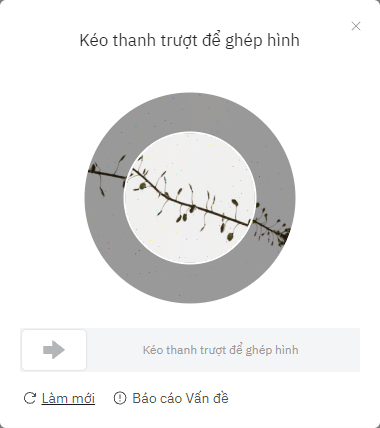 Kéo thanh trượt để ghép hình
Kéo thanh trượt để ghép hình
Làm mới
Báo cáo Vấn đề